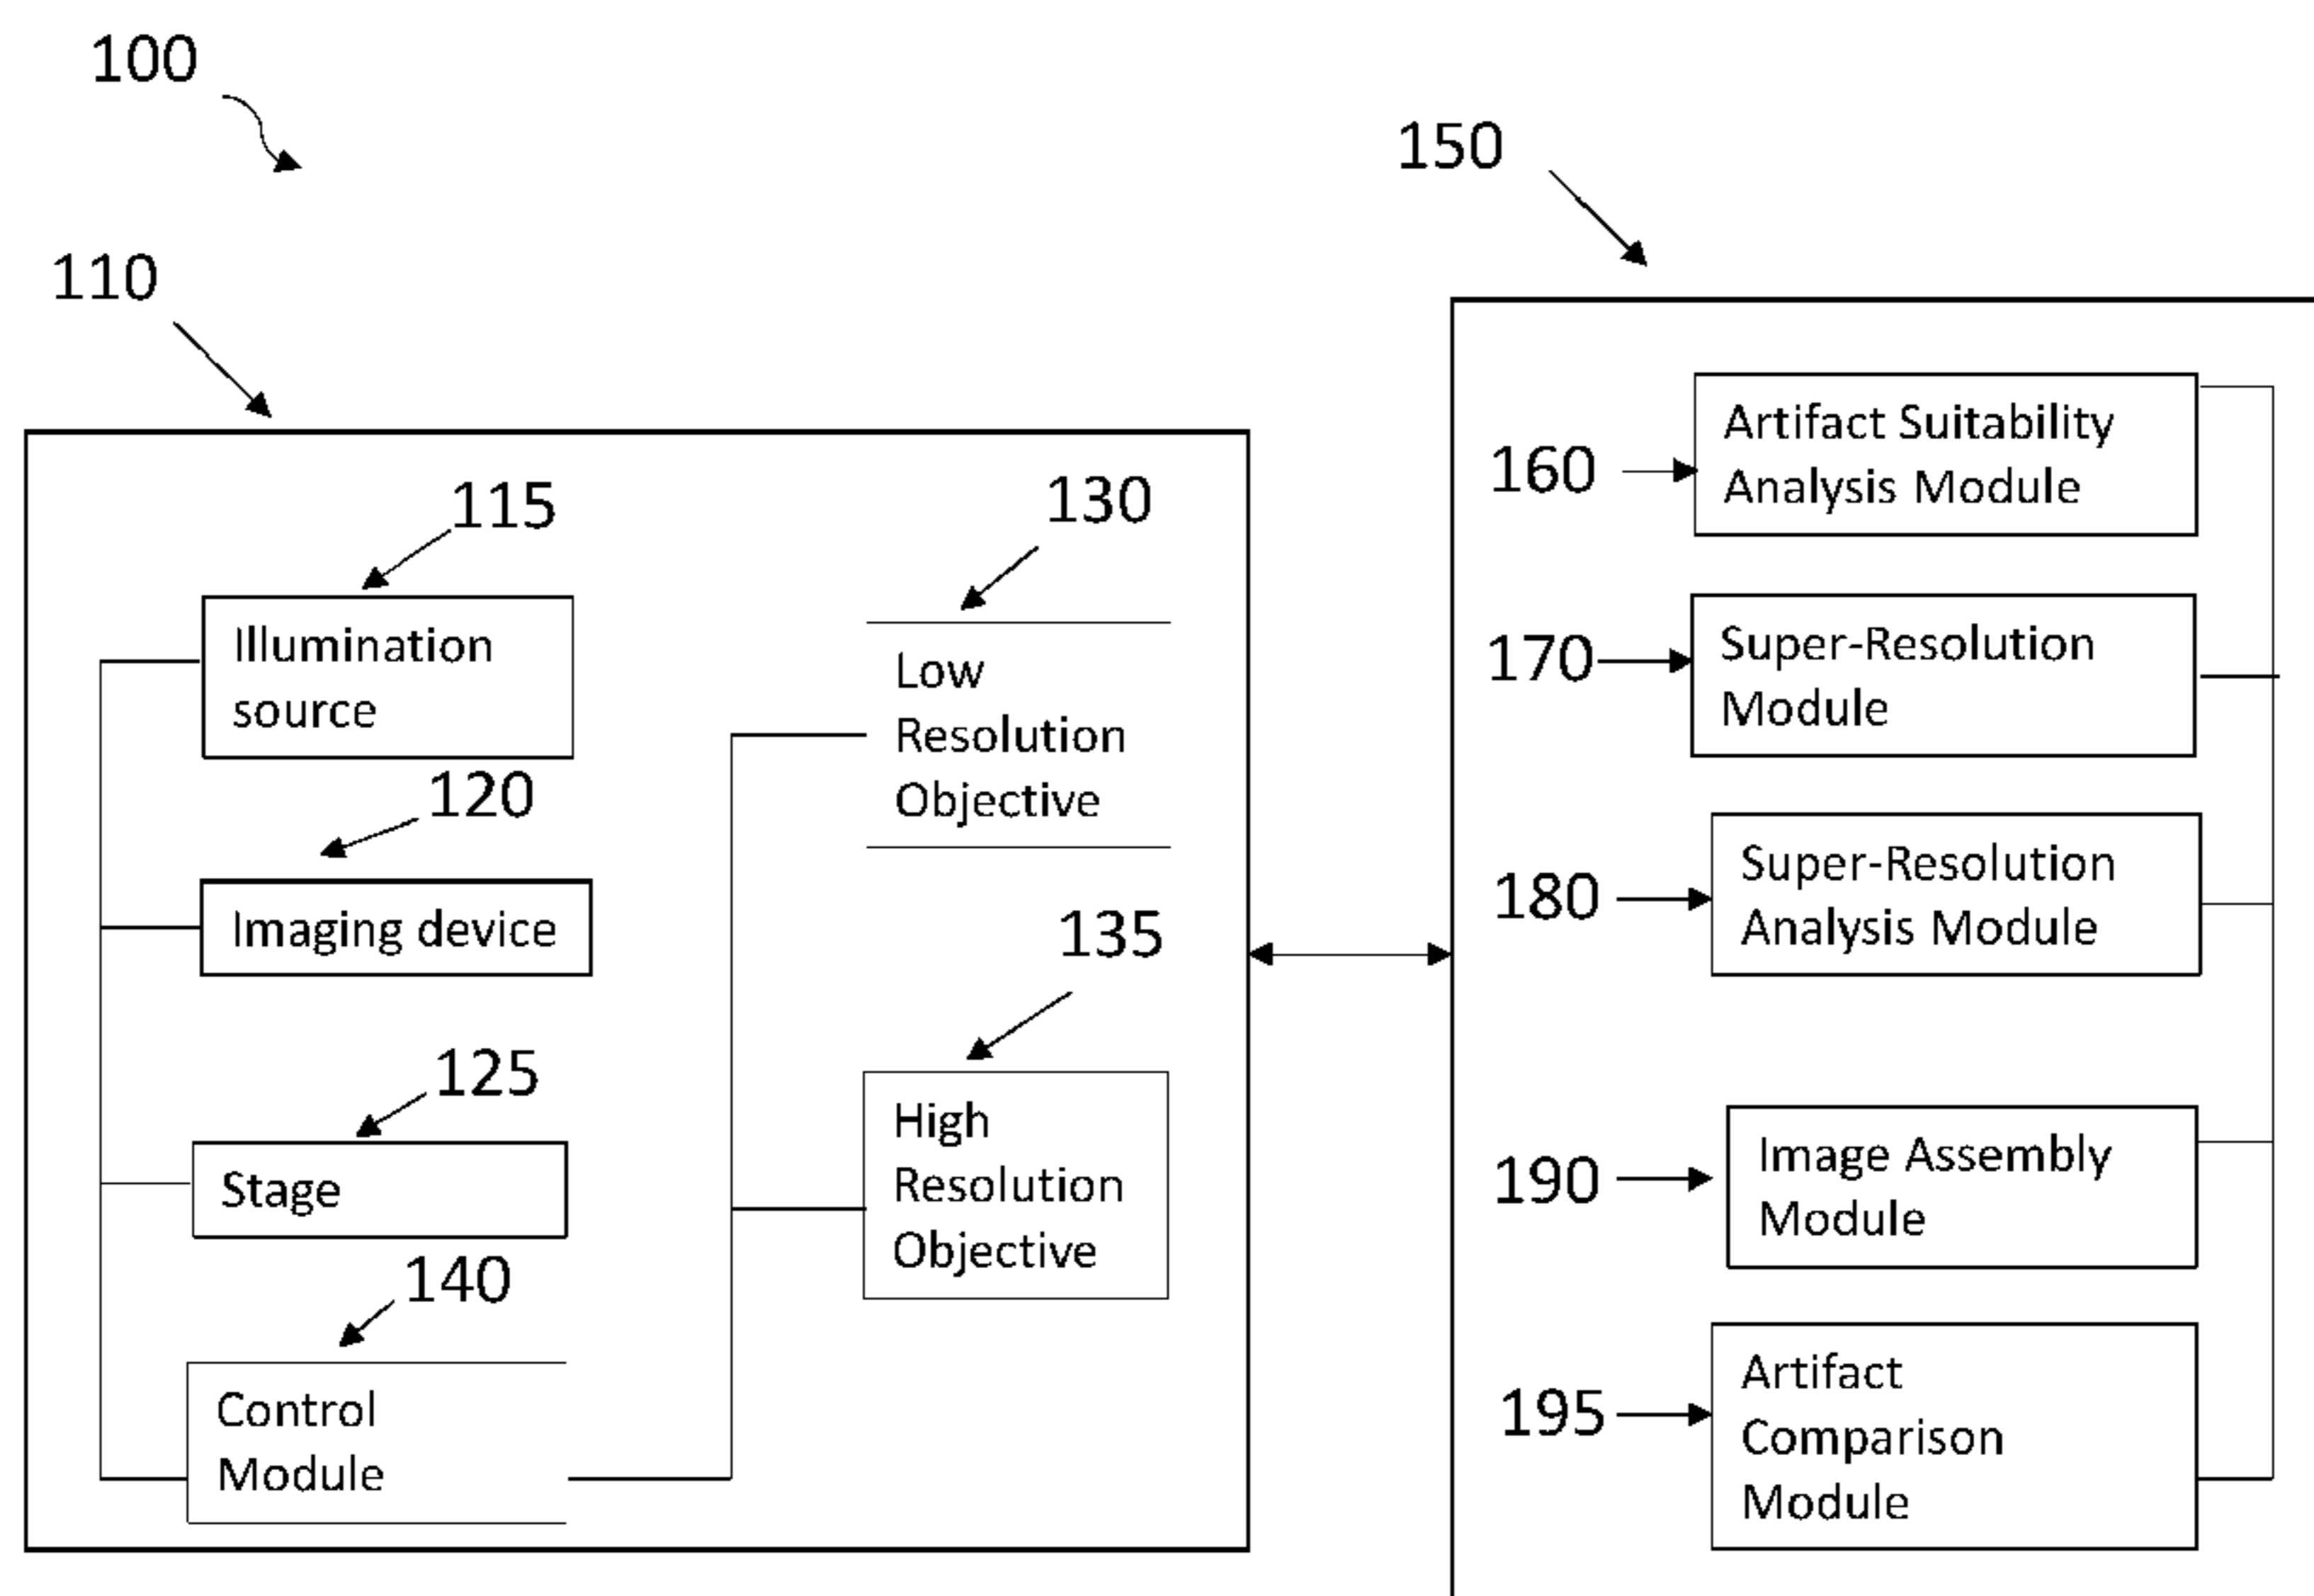 100
150
110
115
Illumination
source
120
Imaging device
125
Stage
140
Control
Module
130
Low
Resolution
Objective
135
High
Resolution
Objective
160
Artifact Suitability
Analysis Module
170
Super-Resolution
Module
180
Super-Resolution
Analysis Module
190
Image Assembly
Module
195
Artifact
Comparison
Module